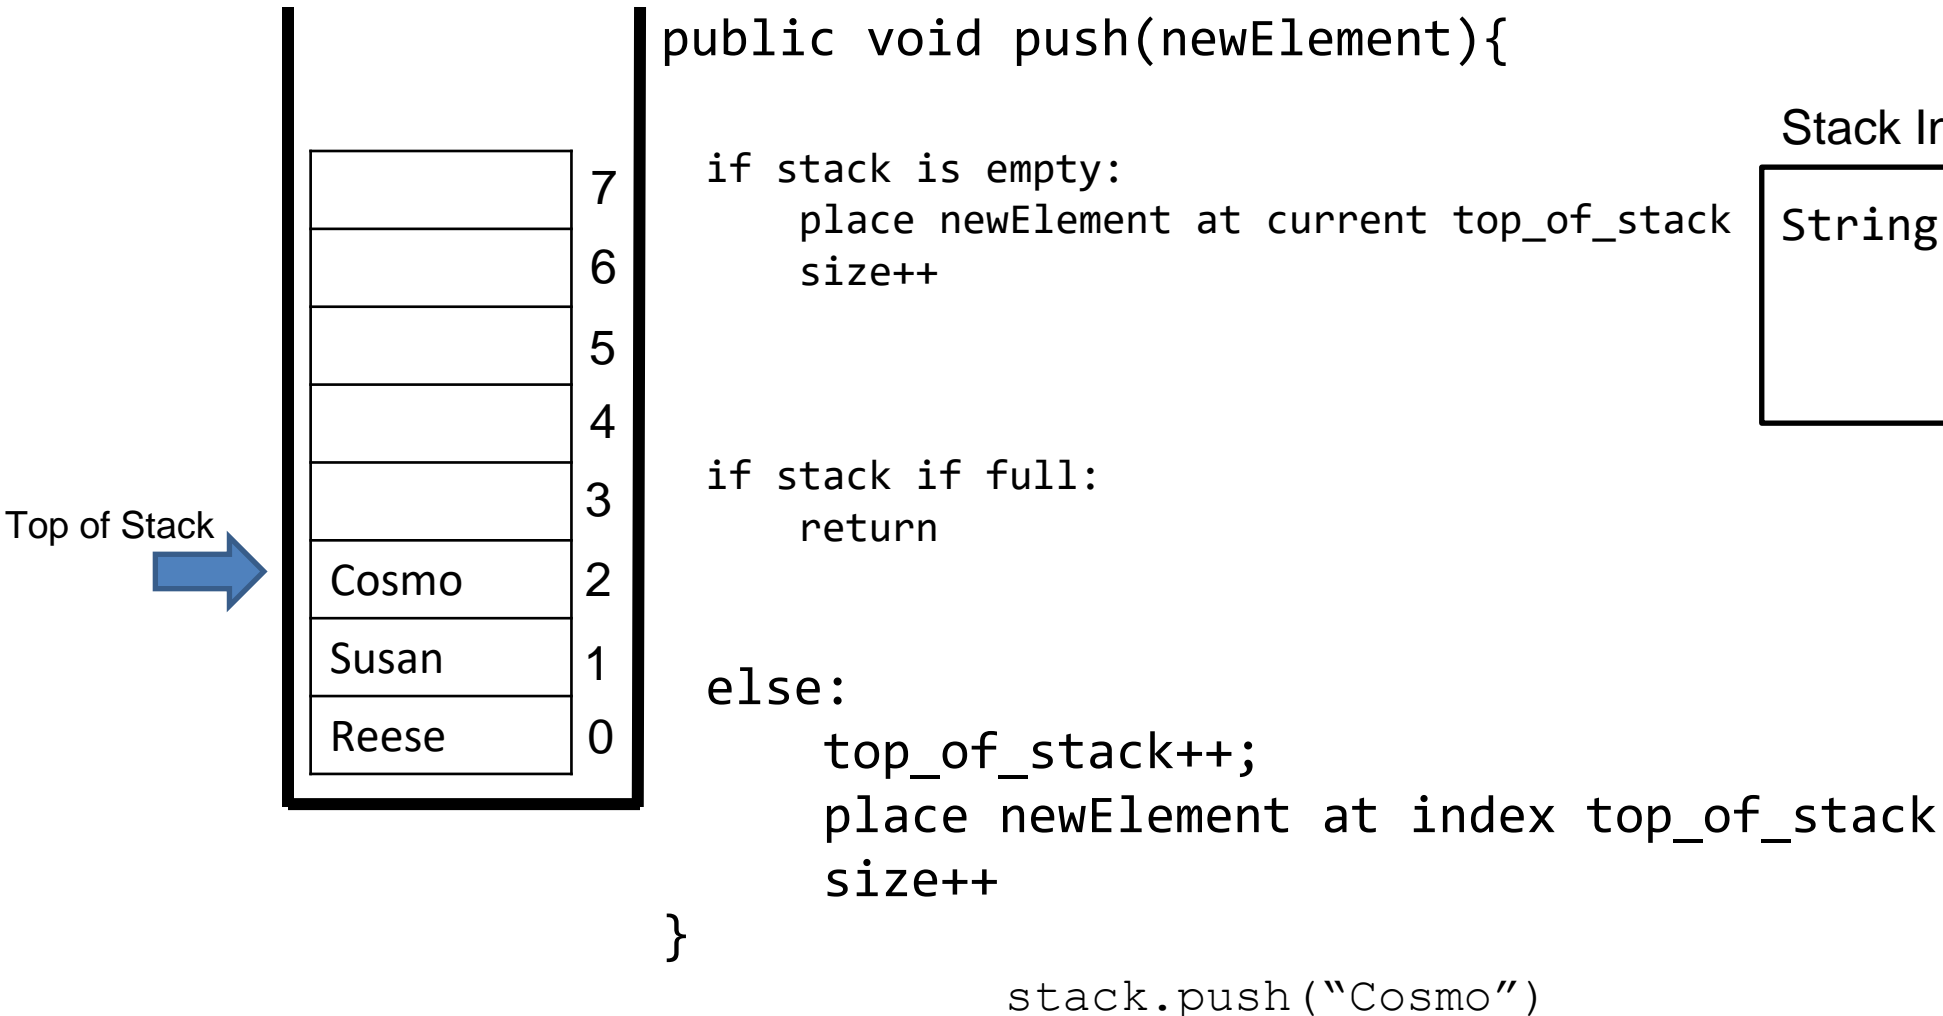 public void push(newElement){
Stack In
if stack is empty:
place newElement at current top_of_stack
size++
String
7
6
5
4
3
2
1
0
if stack if full:
return
Top of Stack
Cosmo
Susan
Reese
else:
top_of_stack++;
place newElement at index top_of_stack
size++
}
stack.push(“Cosmo”)